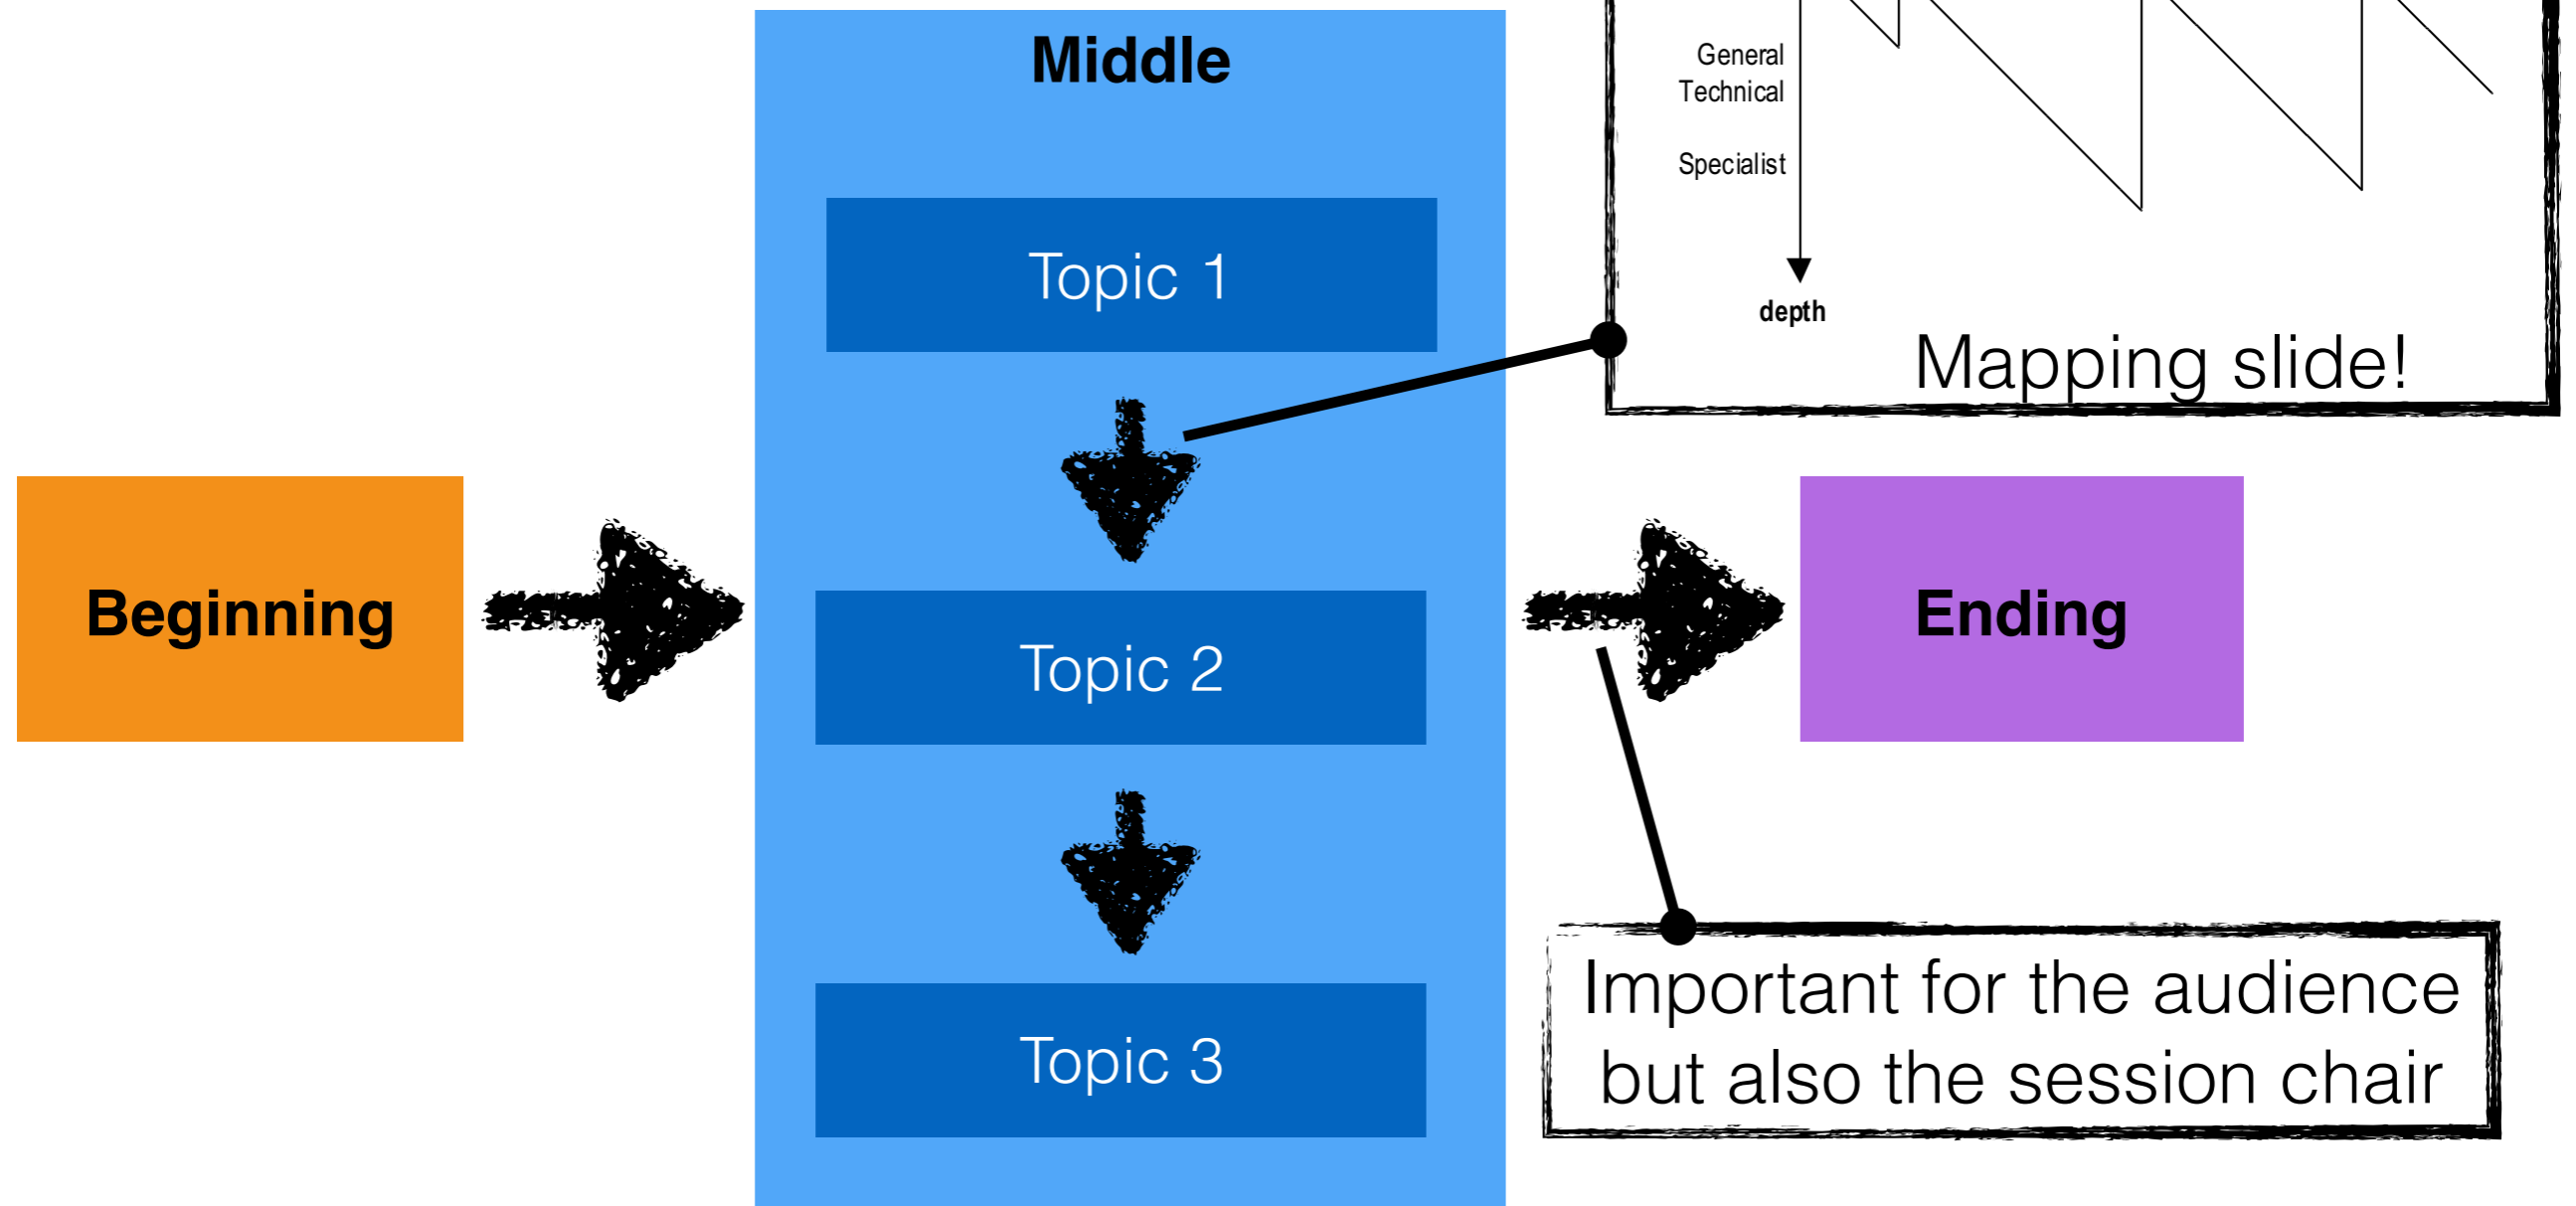 Middle
Topic 1
Topic 2
Topic 3
Beginning
Ending
General
Technical
Specialist
depth
Mapping slide!
Important for the audience
but also the session chair